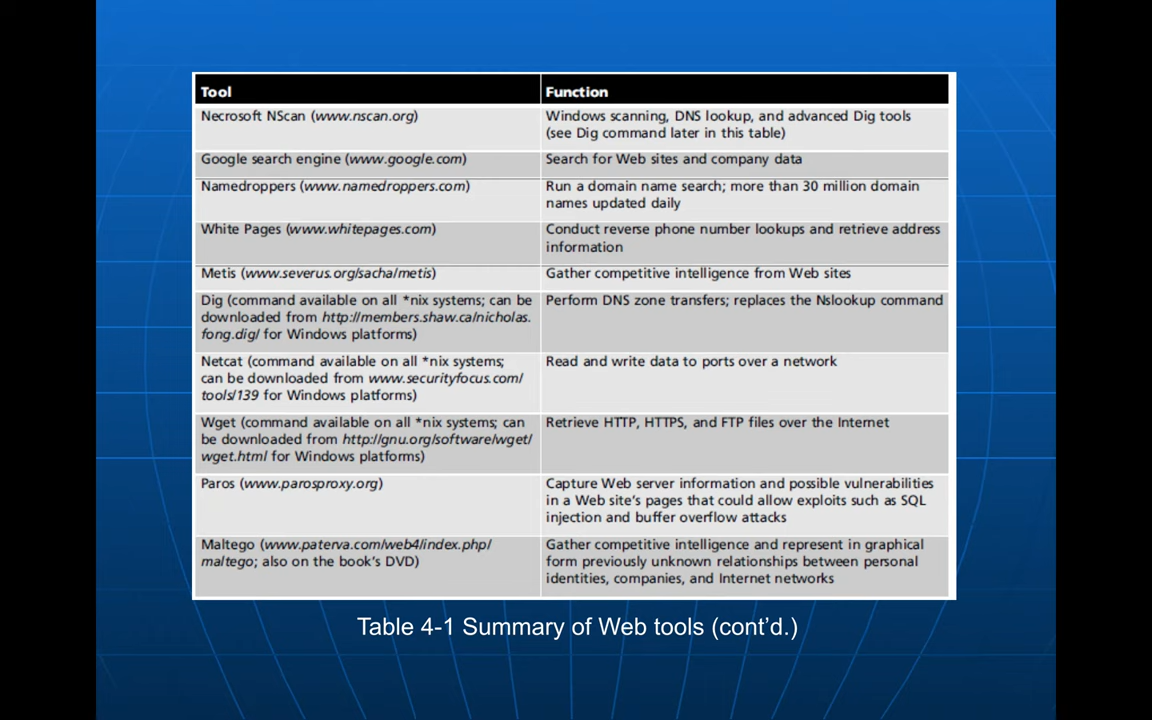 Tool
Function
Necrosoft NScan (www.nscan.org)
Windows scanning, DNS lookup, and advanced Dig tools
(see Dig command later in this table)
Google search engine (www.google.com)
Search for Web sites and company data
Namedroppers (www.namedroppers.com)
Run a domain name search; more than 30 million domain
names updated daily
White Pages (www.whitepages.com)
Conduct reverse phone number lookups and retrieve address
information
Metis (www.severus.org/sacha/metis)
Gather competitive intelligence from Web sites
Dig (command available on all *nix systems; can be
downloaded from http://members.shaw.ca/nicholas.
fong.dig/ for Windows platforms)
Perform DNS zone transfers; replaces the Nslookup command
Netcat (command available on all *nix systems;
can be downloaded from www.securityfocus.com/
tools/139 for Windows platforms)
Read and write data to ports over a network
Wget (command available on all *nix systems; can
be downloaded from http://gnu.org/software/wget/
wget.html for Windows platforms)
Retrieve HTTP, HTTPS, and FTP files over the Internet
Paros (www.parosproxy.org)
Capture Web server information and possible vulnerabilities
in a Web site's pages that could allow exploits such as SQL
injection and buffer overflow attacks
Maltego (www.paterva.com/web4/index.php/
maltego; also on the book's DVD)
Gather competitive intelligence and represent in graphical
form previously unknown relationships between personal
identities, companies, and Internet networks
Table 4-1 Summary of Web tools (cont'd.)